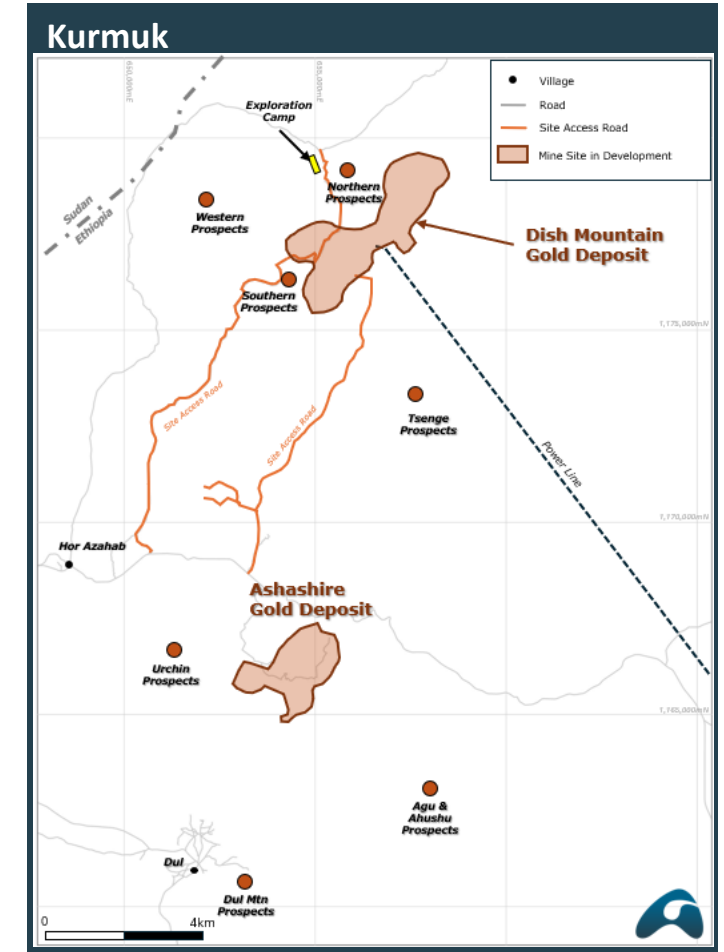 Kurmuk
650,000mE
Village
Road
Site Access Road
Mine Site in Development
Exploration
Camp
Northern
Prospects
Western
Prospects
Sudan
Ethiopia
Dish Mountain
Gold Deposit
Southern
Prospects
1,175,000mN
Site Access Road
Site Access Road
Tsenge
Prospects
Power Line
1,170,000mN
Hor Azahab
Ashashire
Gold Deposit
Urchin
Prospects
1,165,000mN
Agu &
Ahushu
Prospects
Dul
Dul Mtn
Prospects
0
4km